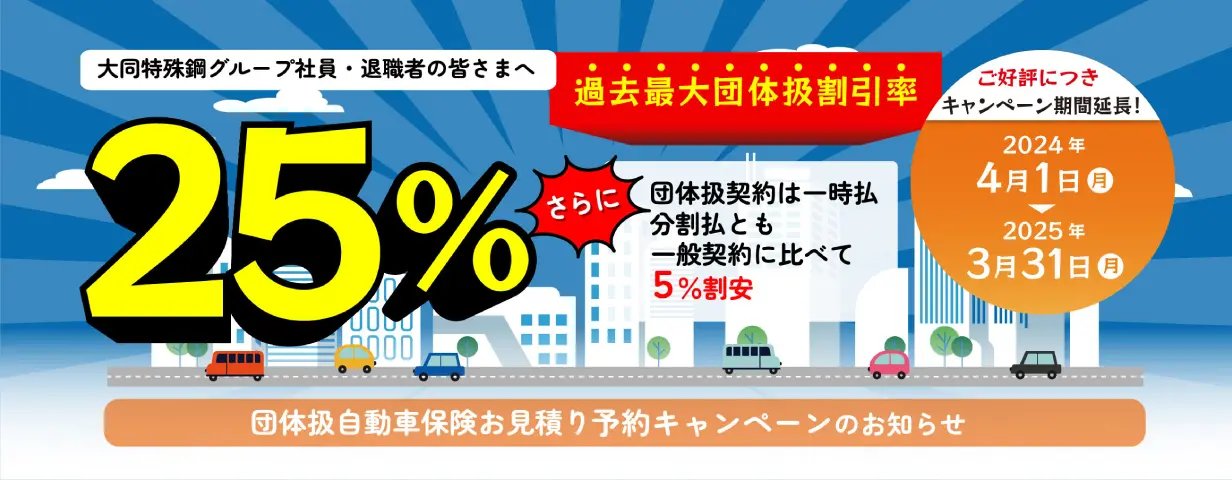 大同特殊鋼グループ社員・退職者の皆さまへ
過去最大団体扱割引率
25%
さらに
団体扱契約は一時払
分割払とも
一般契約に比べて
5%割安
ご好評につき
キャンペーン期間延長!
2024年
4月1日月
2025年
3月31日月
団体扱自動車保険お見積り予約キャンペーンのお知らせ